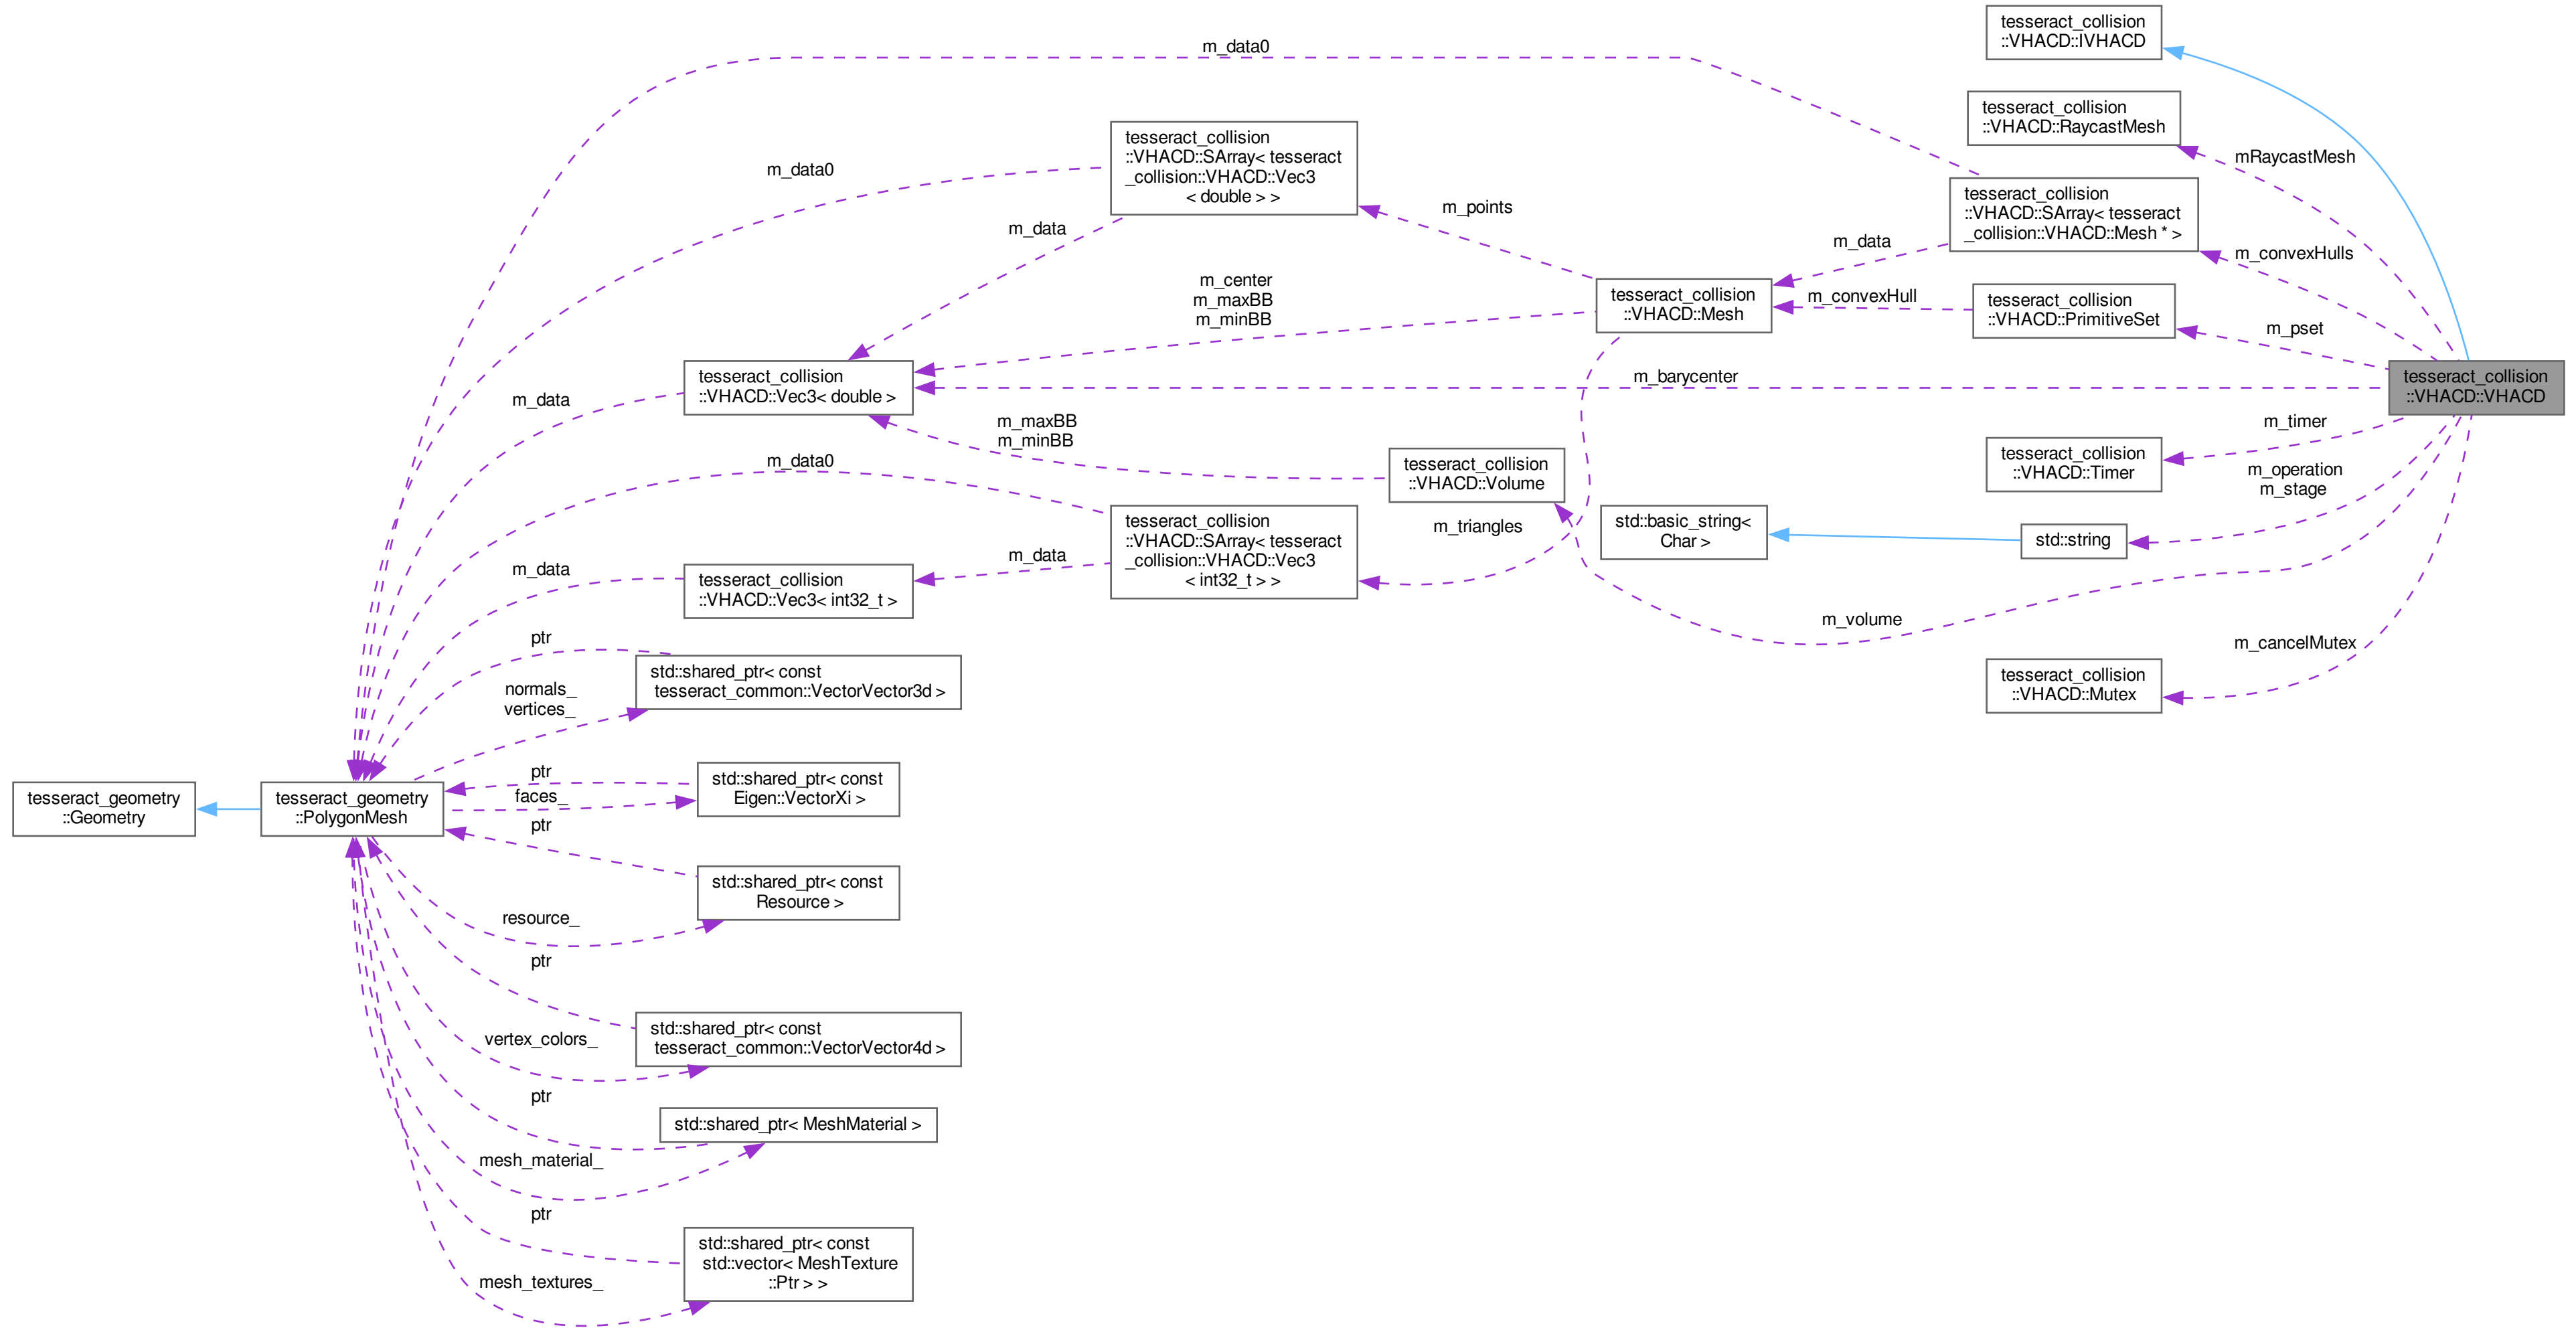 tesseract_collision
::VHACD::IVHACD
m_data0
tesseract_collision
::VHACD::RaycastMesh
mRaycastMesh
tesseract_collision
::VHACD::SArray< tesseract
_collision::VHACD::Vec3
< double > >
m_data0
m_data
m_points
tesseract_collision
::VHACD::SArray< tesseract
_collision::VHACD::Mesh * >
m_data
m_convexHulls
m_center
m_maxBB
m_minBB
tesseract_collision
::VHACD::Mesh
m_convexHull
tesseract_collision
::VHACD::PrimitiveSet
m_pset
tesseract_collision
::VHACD::Vec3< double >
m_data
m_barycenter
tesseract_collision
::VHACD::VHACD
m_maxBB
m_minBB
tesseract_collision
::VHACD::Volume
m_timer
tesseract_collision
::VHACD::Timer
m_operation
m_stage
m_data0
tesseract_collision
::VHACD::SArray< tesseract
_collision::VHACD::Vec3
< int32_t > >
m_triangles
std::basic_string<
Char >
std::string
m_data
m_data
tesseract_collision
::VHACD::Vec3< int32_t >
m_volume
m_cancelMutex
tesseract_collision
::VHACD::Mutex
ptr
std::shared_ptr< const
tesseract_common::VectorVector3d >
normals_
vertices_
tesseract_geometry
::Geometry
tesseract_geometry
::PolygonMesh
ptr
faces_
std::shared_ptr< const
Eigen::VectorXi >
ptr
std::shared_ptr< const
Resource >
resource_
ptr
std::shared_ptr< const
tesseract_common::VectorVector4d >
vertex_colors_
ptr
std::shared_ptr< MeshMaterial >
mesh_material_
ptr
std::shared_ptr< const
std::vector< MeshTexture
::Ptr > >
mesh_textures_